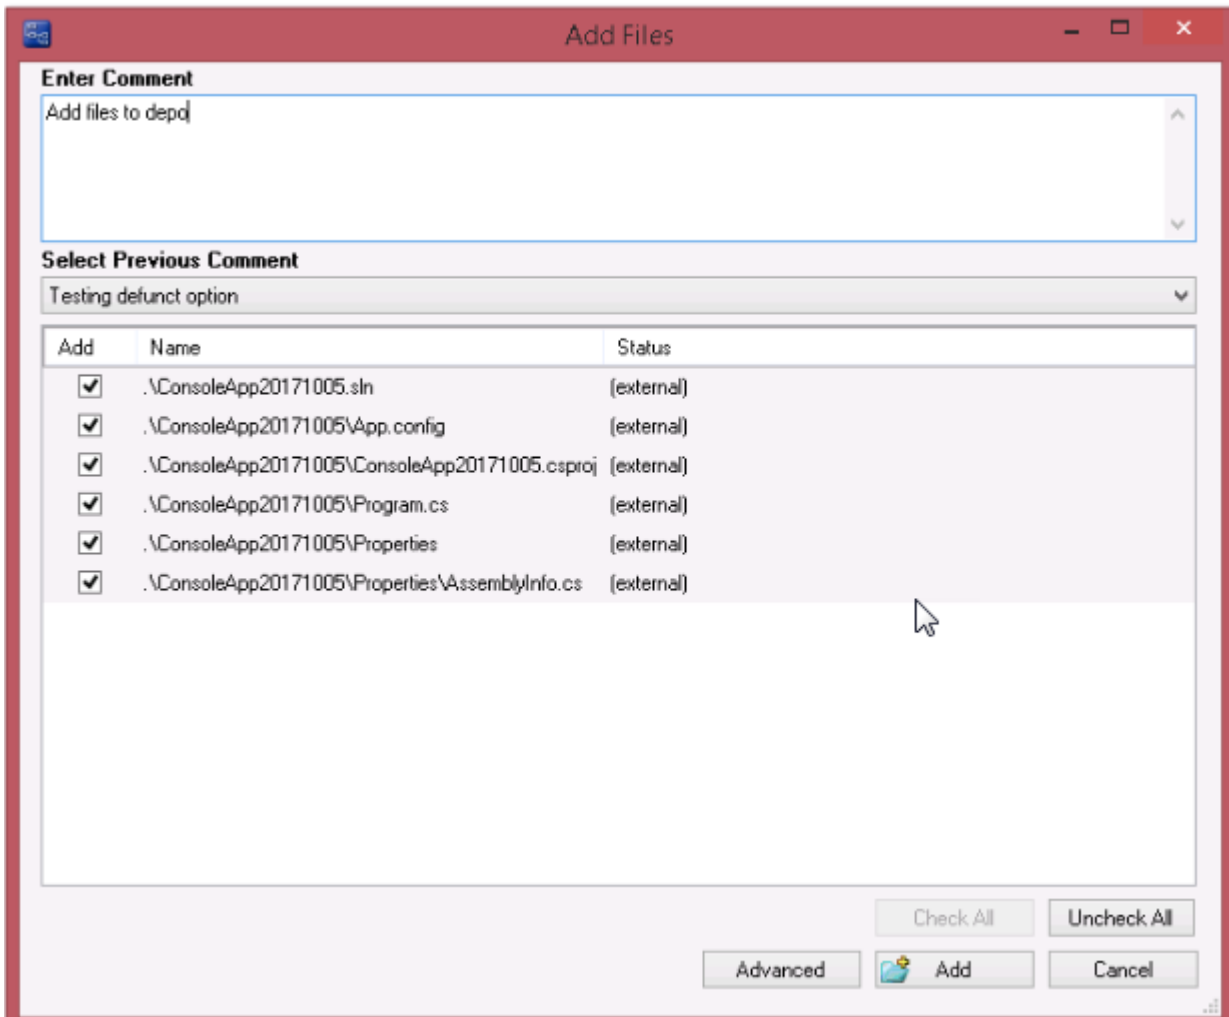 Add Files
Enter Comment
Add files to depo
Select Previous Comment
Testing defunct option
Add Name Status
.\ConsoleApp20171005.sln (external)
.\ConsoleApp20171005\App.config (external)
.\ConsoleApp20171005\ConsoleApp20171005.csproj (external)
.\ConsoleApp20171005\Program.cs (external)
.\ConsoleApp20171005\Properties (external)
.\ConsoleApp20171005\Properties\AssemblyInfo.cs (external)
Check All Uncheck All
Advanced Add Cancel